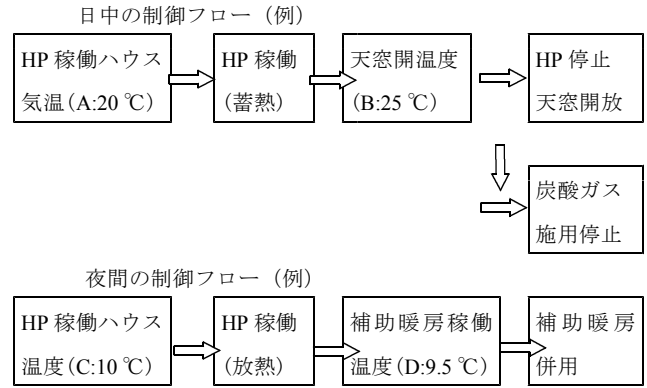 日中の制御フロー（例）
HP 稼働ハウス
気温（A:20 ℃）
HP 稼働
（蓄熱）
天窓開温度
（B:25 ℃）
HP 停止
天窓開放
炭酸ガス
施用停止
夜間の制御フロー（例）
HP 稼働ハウス
温度（C:10 ℃）
HP 稼働
（放熱）
補助暖房稼働
温度（D:9.5 ℃）
補助暖房
併用